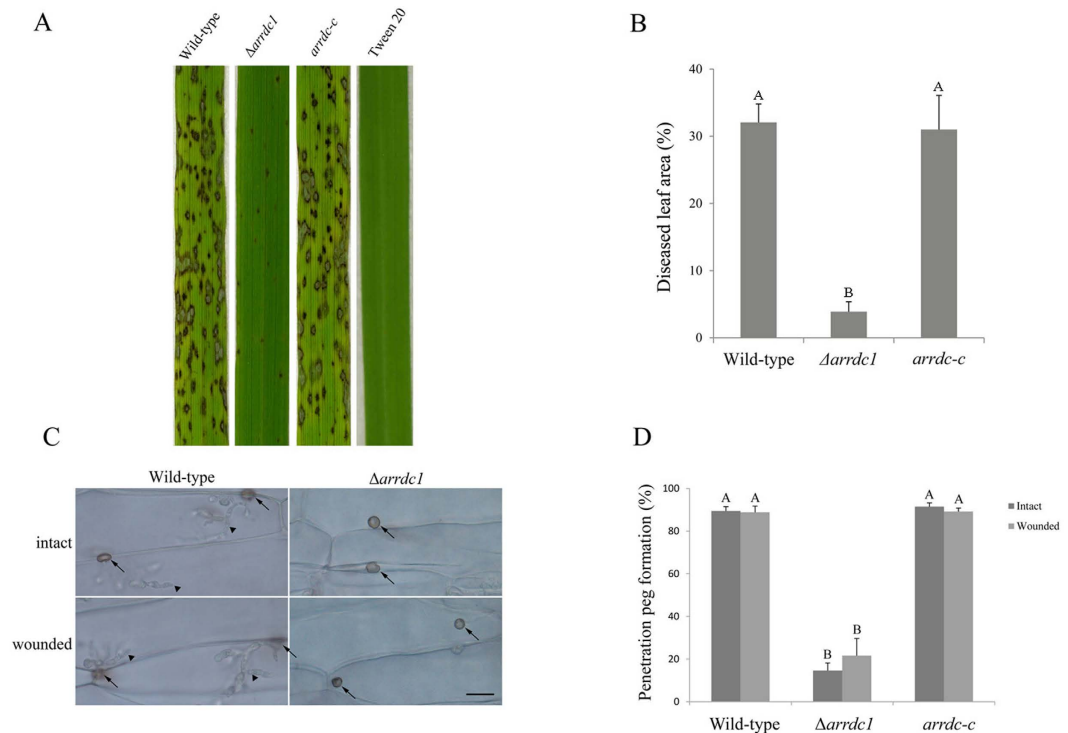 A
Wild-type
Δarrdc1
arrdc-c
Tween 20
B
Diseased leaf area (%)
40
30
20
10
0
A
B
A
Wild-type
Δarrdc1
arrdc-c
C
Wild-type
Δarrdc1
intact
wounded
D
Penetration peg formation (%)
100
80
60
40
20
0
A A
B B
A A
Intact
Wounded
Wild-type
Δarrdc1
arrdc-c